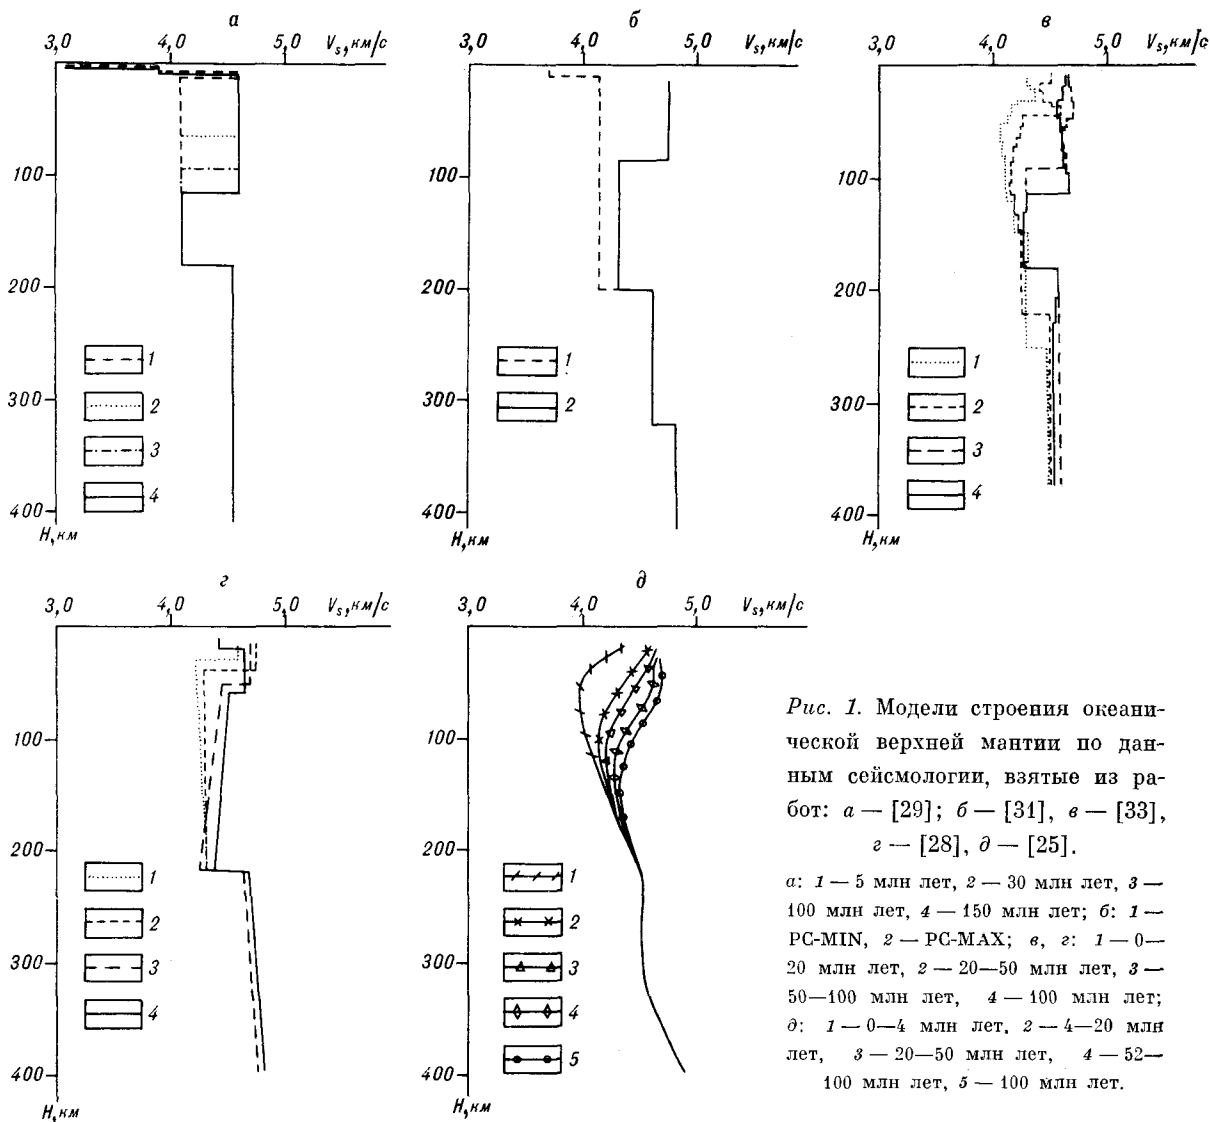 а
3,0 4,0 5,0 Vs, км/с
100
200
300
400
H, км
1
2
3
4
б
3,0 4,0 5,0 Vs, км/с
100
200
300
400
H, км
1
2
в
3,0 4,0 5,0 Vs, км/с
100
200
300
400
H, км
1
2
3
4
г
3,0 4,0 5,0 Vs, км/с
100
200
300
400
H, км
1
2
3
4
д
3,0 4,0 5,0 Vs, км/с
100
200
300
400
H, км
1
2
3
4
5
Рис. 1. Модели строения океани-
ческой верхней мантии по дан-
ным сейсмологии, взятые из ра-
бот: а — [29]; б — [31], в — [33],
г — [28], д — [25].
а: 1 — 5 млн лет, 2 — 30 млн лет, 3 —
100 млн лет, 4 — 150 млн лет; б: 1 —
PC-MIN, 2 — PC-MAX; в, г: 1 — 0—
20 млн лет, 2 — 20—50 млн лет, 3 —
50—100 млн лет, 4 — 100 млн лет;
д: 1 — 0—4 млн лет, 2 — 4—20 млн
лет, 3 — 20—50 млн лет, 4 — 52—
100 млн лет, 5 — 100 млн лет.